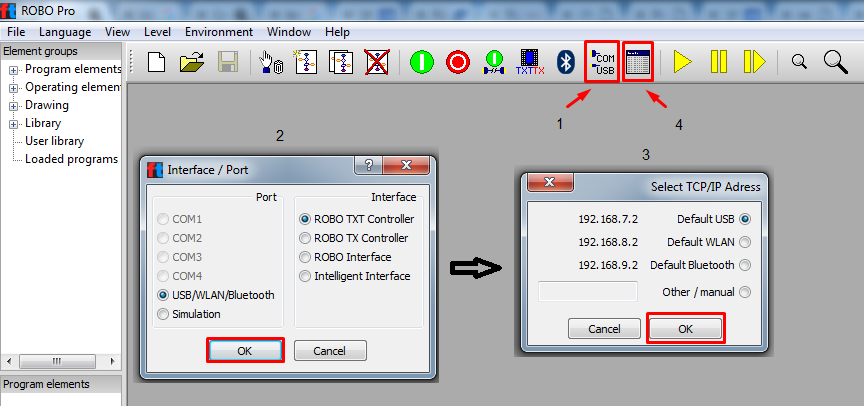 ROBO Pro
File Language View Level Environment Window Help
Element groups
Program elements
Operating elemen
Drawing
Library
User library
Loaded programs
Program elements
TXT TX
COM
USB
1
4
2
Interface / Port
Port
COM1
COM2
COM3
COM4
USB/WLAN/Bluetooth
Simulation
Interface
ROBO TXT Controller
ROBO TX Controller
ROBO Interface
Intelligent Interface
OK Cancel
3
Select TCP/IP Adress
192.168.7.2 Default USB
192.168.8.2 Default WLAN
192.168.9.2 Default Bluetooth
Other / manual
Cancel OK